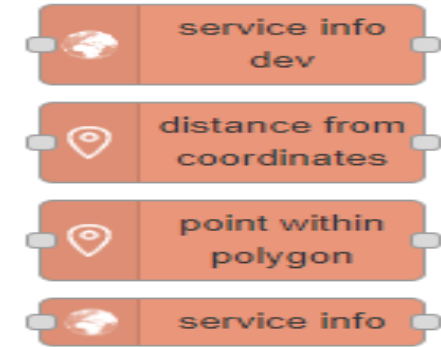 service info
dev
distance from
coordinates
point within
polygon
service info